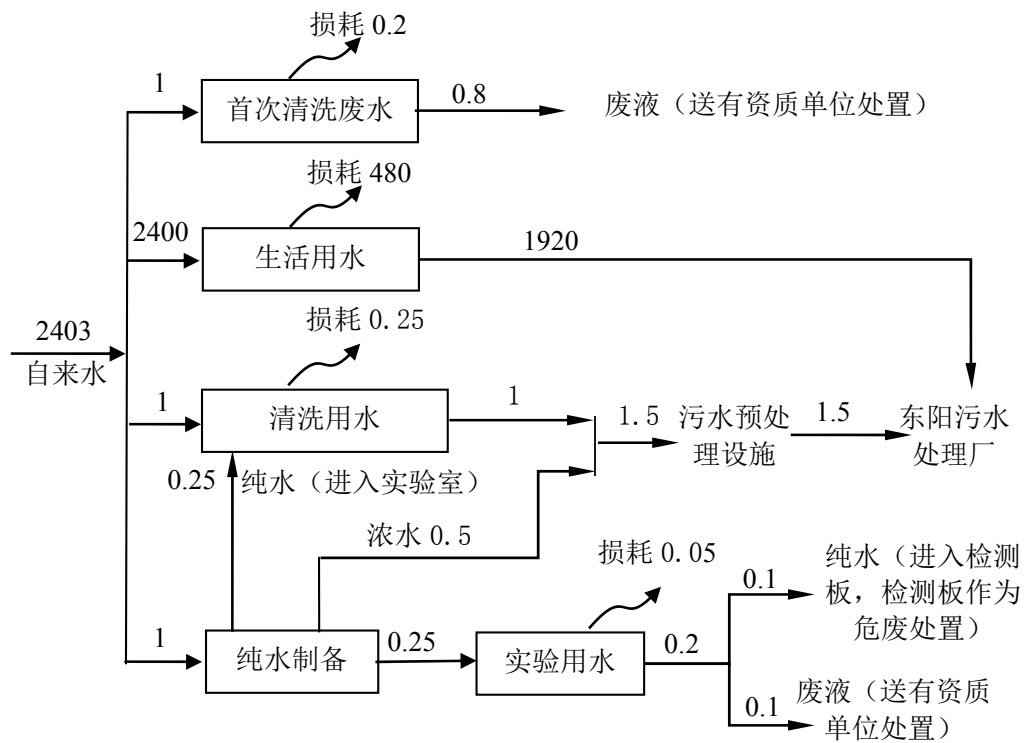 损耗 0.2
1
首次清洗废水
0.8
废液（送有资质单位处置）
损耗 480
2400
生活用水
1920
2403
自来水
损耗 0.25
1
清洗用水
1
1.5
污水预处
理设施
1.5
东阳污水
处理厂
0.25
纯水（进入实验室）
浓水 0.5
损耗 0.05
1
纯水制备
0.25
实验用水
0.2
0.1
纯水（进入检测
板，检测板作为
危废处置）
0.1
废液（送有资质
单位处置）